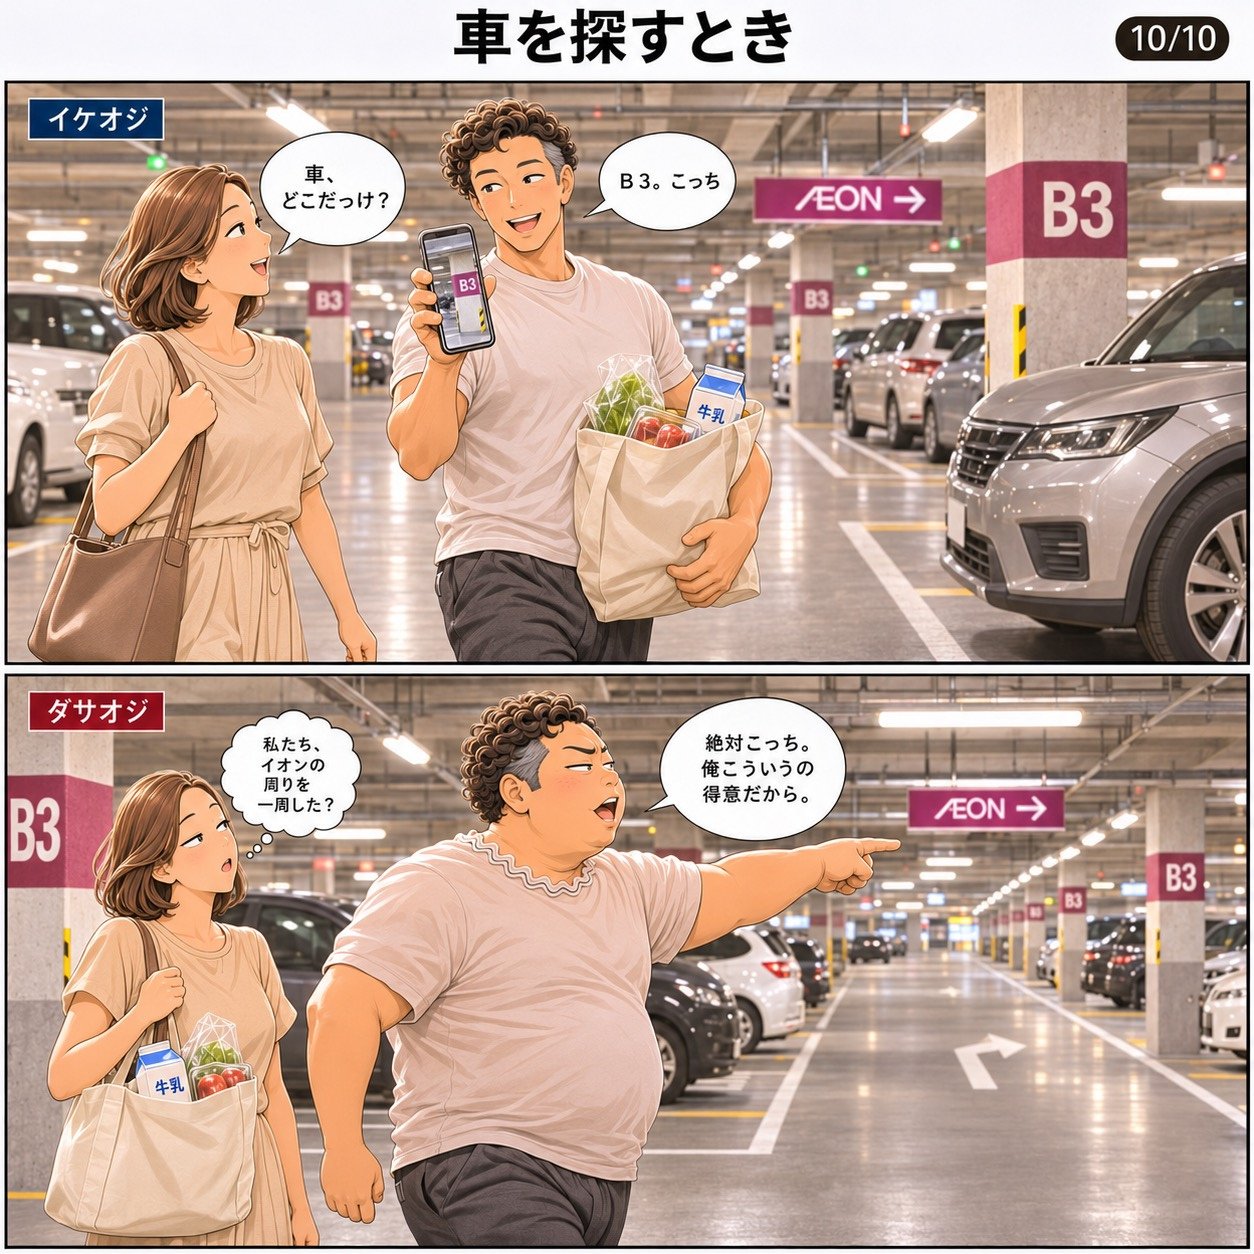 車を探すとき
10/10
イケオジ
車、
どこだっけ？
B3。こっち
ÆON →
B3
B3
B3
B3
牛乳
ダサオジ
私たち、
イオンの
周りを
一周した？
絶対こっち。
俺こういうの
得意だから。
ÆON →
B3
B3
B3
B3
牛乳